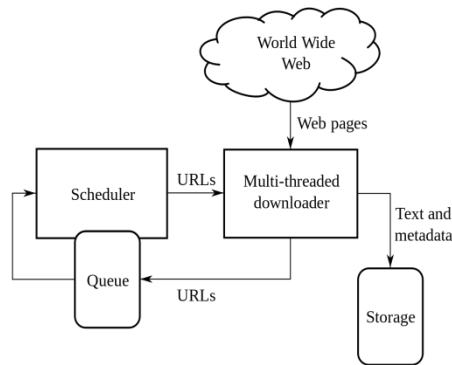 World Wide
Web
Web pages
Scheduler
URLs
Multi-threaded
downloader
Text and
metadata
Queue
URLs
Storage